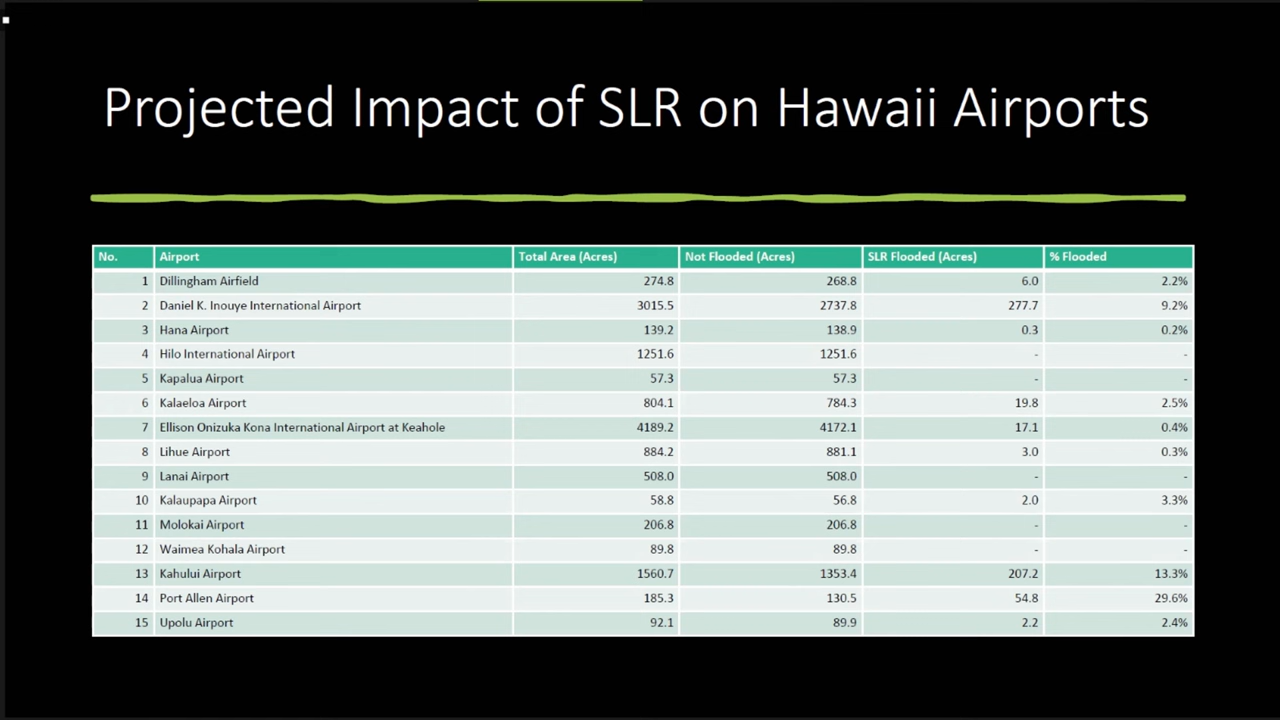 Projected Impact of SLR on Hawaii Airports
No. Airport Total Area (Acres) Not Flooded (Acres) SLR Flooded (Acres) % Flooded
1 Dillingham Airfield 274.8 268.8 6.0 2.2%
2 Daniel K. Inouye International Airport 3015.5 2737.8 277.7 9.2%
3 Hana Airport 139.2 138.9 0.3 0.2%
4 Hilo International Airport 1251.6 1251.6 - -
5 Kapalua Airport 57.3 57.3 - -
6 Kalaeloa Airport 804.1 784.3 19.8 2.5%
7 Ellison Onizuka Kona International Airport at Keahole 4189.2 4172.1 17.1 0.4%
8 Lihue Airport 884.2 881.1 3.0 0.3%
9 Lanai Airport 508.0 508.0 - -
10 Kalaupapa Airport 58.8 56.8 2.0 3.3%
11 Molokai Airport 206.8 206.8 - -
12 Waimea Kohala Airport 89.8 89.8 - -
13 Kahului Airport 1560.7 1353.4 207.2 13.3%
14 Port Allen Airport 185.3 130.5 54.8 29.6%
15 Upolu Airport 92.1 89.9 2.2 2.4%